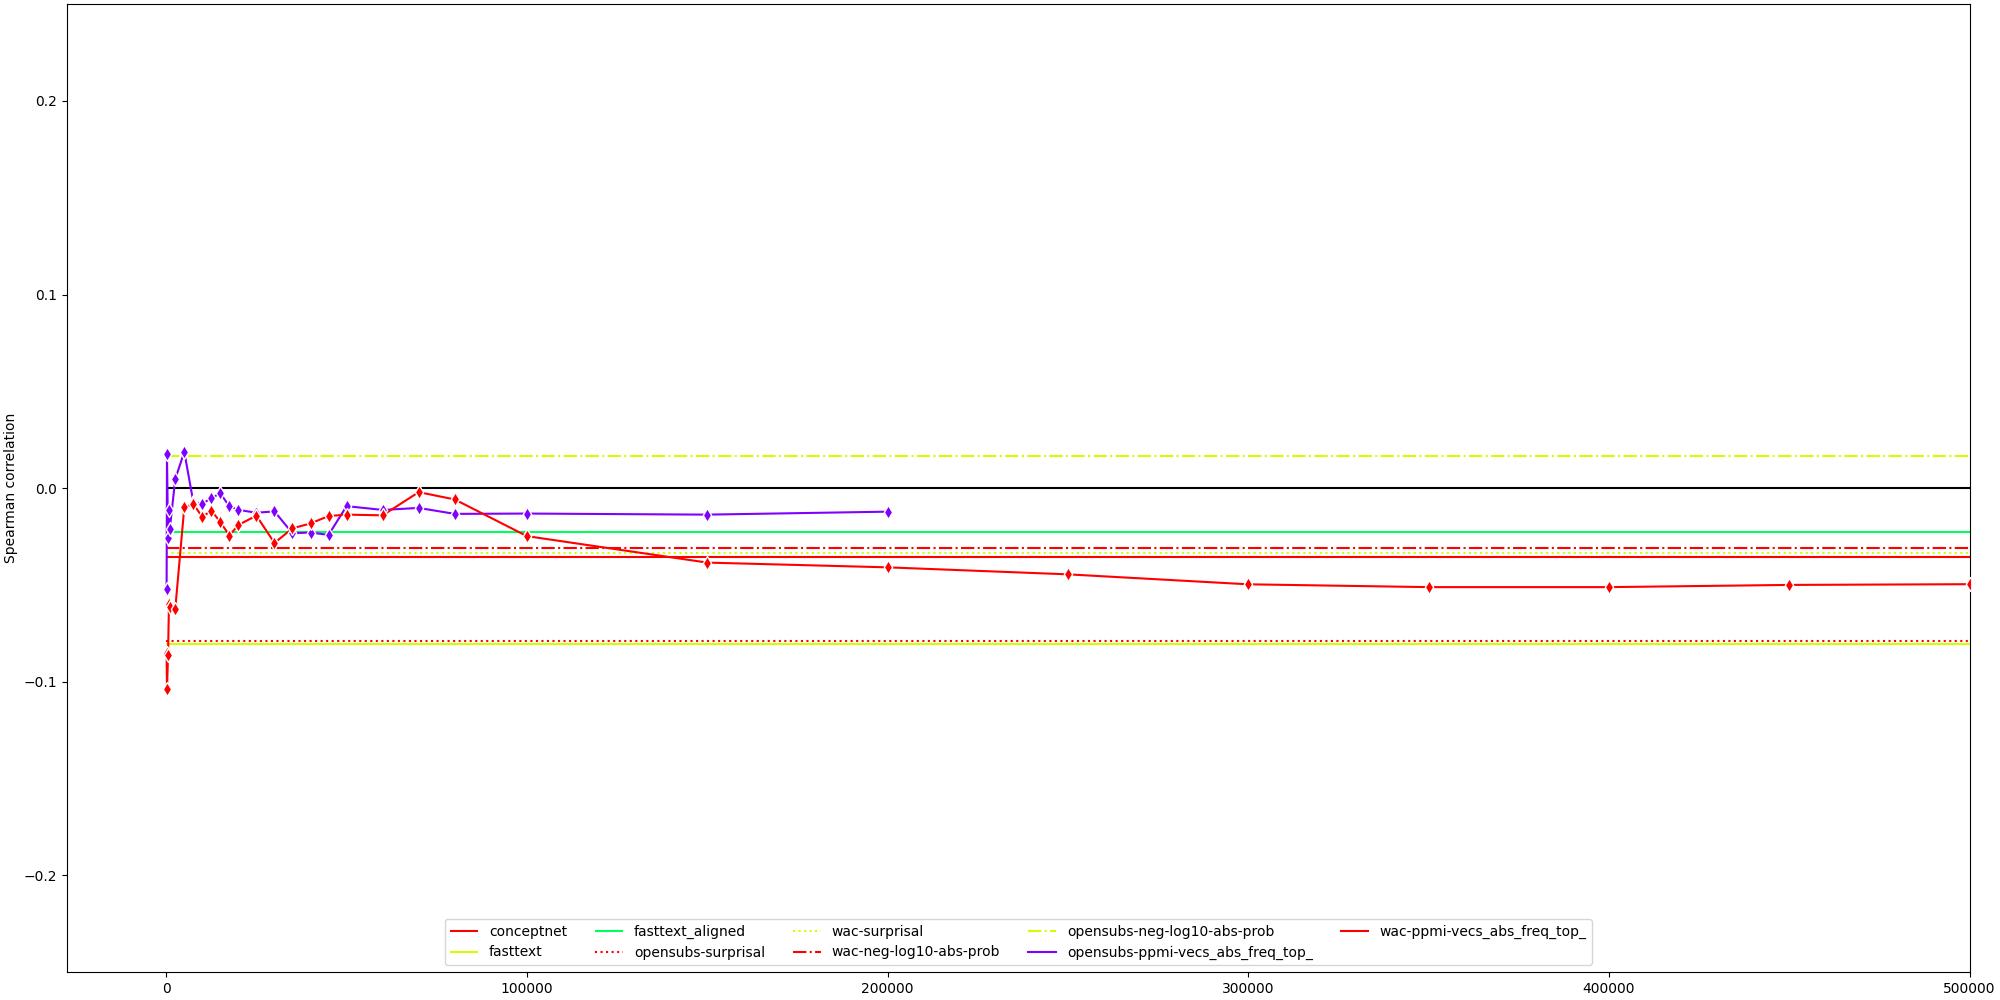 Spearman correlation
0.2
0.1
0.0
−0.1
−0.2
conceptnet
fasttext
fasttext_aligned
opensubs-surprisal
wac-surprisal
wac-neg-log10-abs-prob
opensubs-neg-log10-abs-prob
opensubs-ppmi-vecs_abs_freq_top_
wac-ppmi-vecs_abs_freq_top_
0
100000
200000
300000
400000
500000